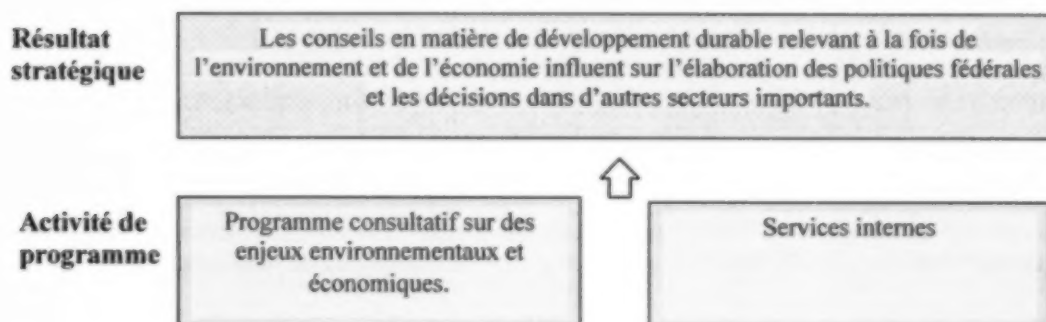 Résultat
stratégique
Les conseils en matière de développement durable relevant à la fois de
l'environnement et de l'économie influent sur l'élaboration des politiques fédérales
et les décisions dans d'autres secteurs importants.
Activité de
programme
Programme consultatif sur des
enjeux environnementaux et
économiques.
Services internes